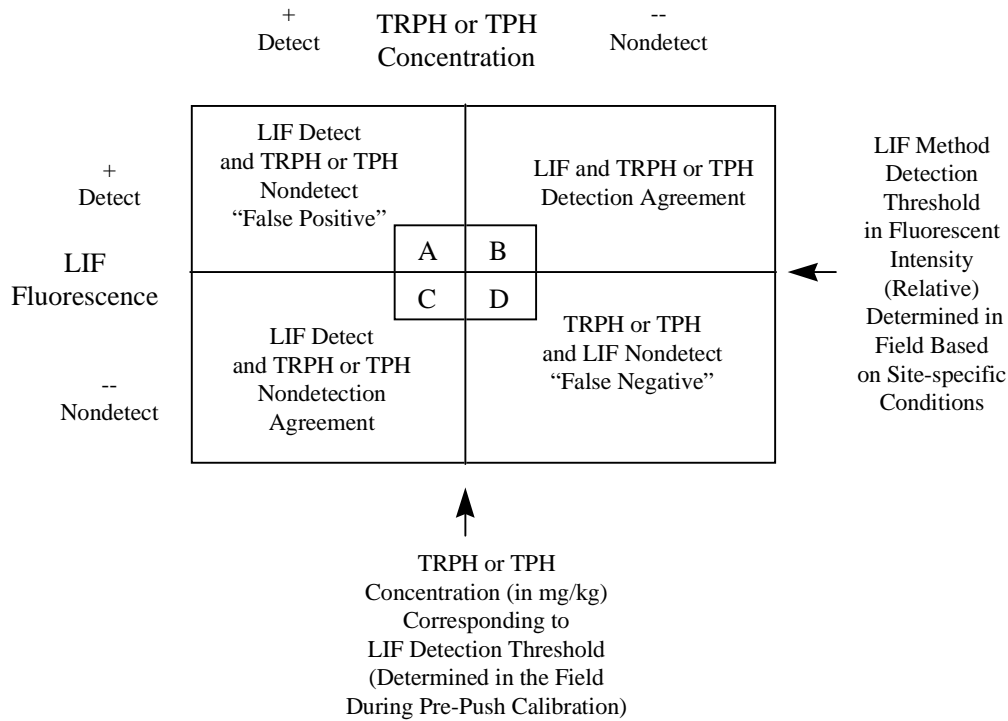 +
Detect
TRPH or TPH
Concentration
--
Nondetect
LIF Detect
and TRPH or TPH
Nondetect
“False Positive”
LIF and TRPH or TPH
Detection Agreement
+
Detect
LIF
Fluorescence
--
Nondetect
A
B
C
D
LIF Detect
and TRPH or TPH
Nondetection
Agreement
TRPH or TPH
and LIF Nondetect
“False Negative”
LIF Method
Detection
Threshold
in Fluorescent
Intensity
(Relative)
Determined in
Field Based
on Site-specific
Conditions
TRPH or TPH
Concentration (in mg/kg)
Corresponding to
LIF Detection Threshold
(Determined in the Field
During Pre-Push Calibration)